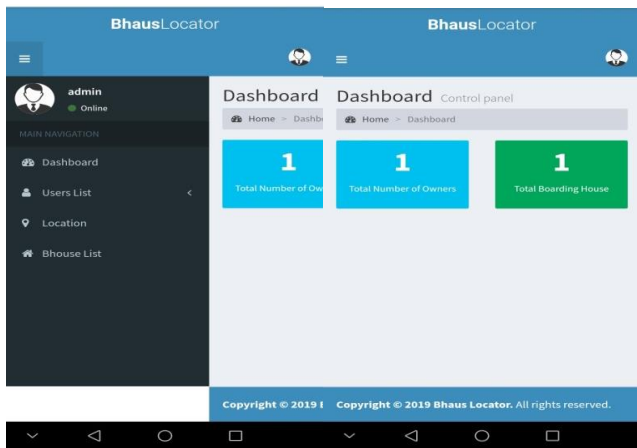 BhausLocator
admin
Online
MAIN NAVIGATION
Dashboard
Users List
Location
Bhouse List
Dashboard
Home > Dashb
1
Total Number of Ow
Copyright © 2019 B
BhausLocator
Dashboard Control panel
Home > Dashboard
1
Total Number of Owners
1
Total Boarding House
Copyright © 2019 Bhaus Locator. All rights reserved.